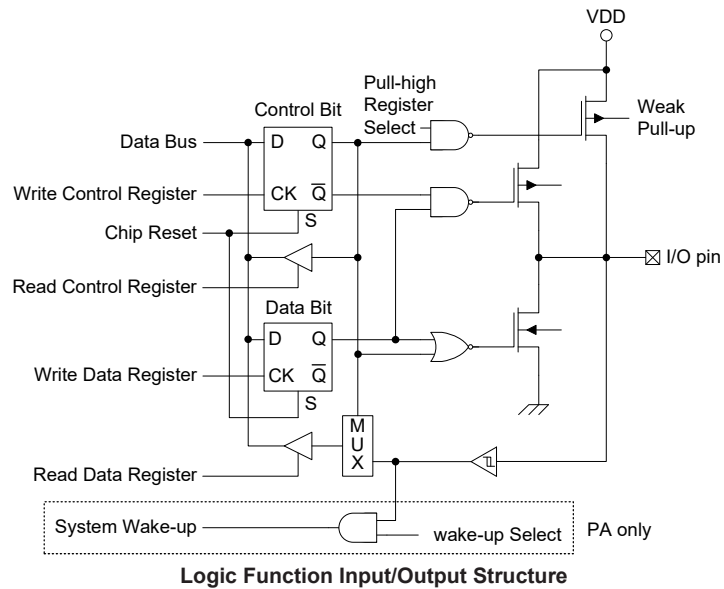 VDD
Pull-high
Register
Select
Control Bit
Weak
Pull-up
Data Bus
D Q
Write Control Register
CK Q̅
S
Chip Reset
I/O pin
Read Control Register
Data Bit
D Q
Write Data Register
CK Q̅
S
M
U
X
Read Data Register
System Wake-up
wake-up Select
PA only
Logic Function Input/Output Structure